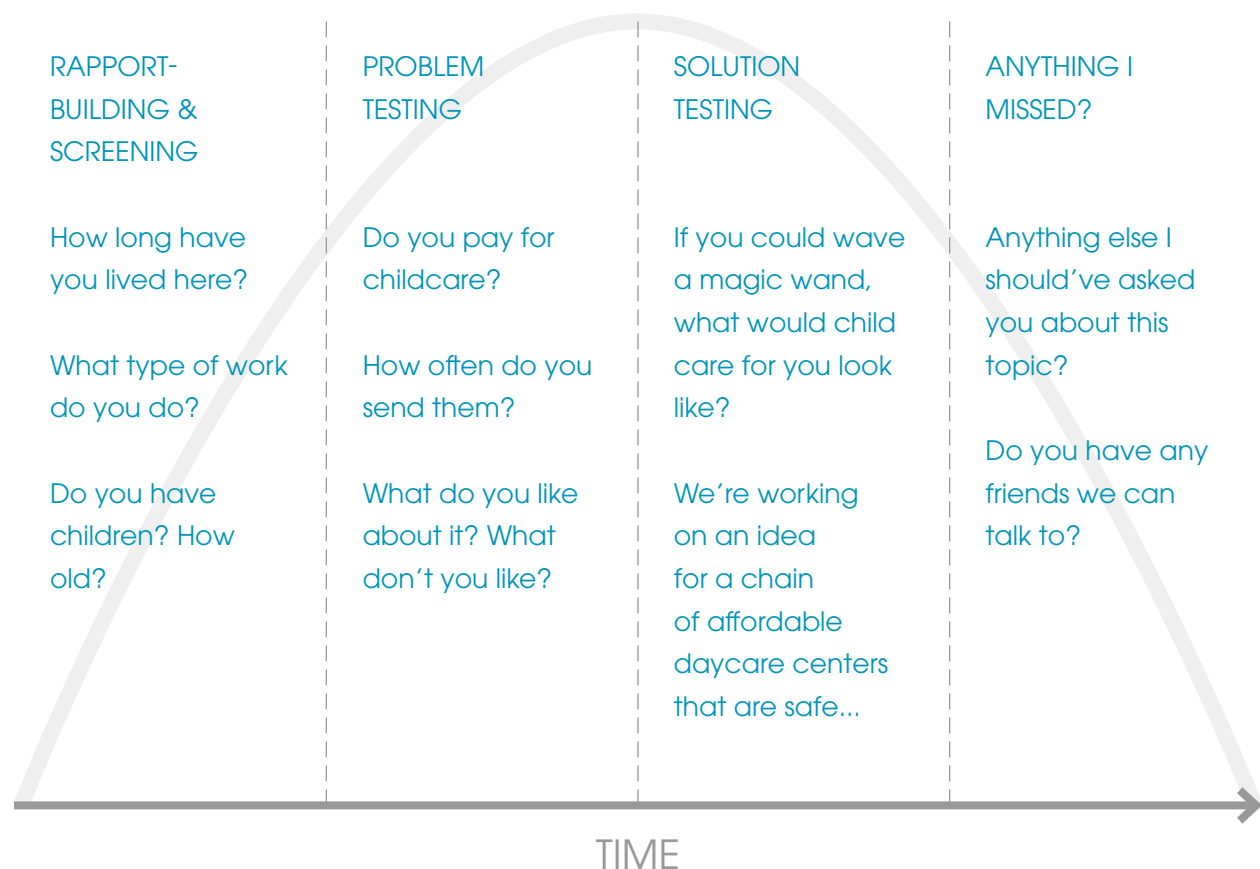 RAPPORT-
BUILDING &
SCREENING
How long have
you lived here?
What type of work
do you do?
Do you have
children? How
old?
PROBLEM
TESTING
Do you pay for
childcare?
How often do you
send them?
What do you like
about it? What
don’t you like?
SOLUTION
TESTING
If you could wave
a magic wand,
what would child
care for you look
like?
We’re working
on an idea
for a chain
of affordable
daycare centers
that are safe...
ANYTHING I
MISSED?
Anything else I
should’ve asked
you about this
topic?
Do you have any
friends we can
talk to?
TIME